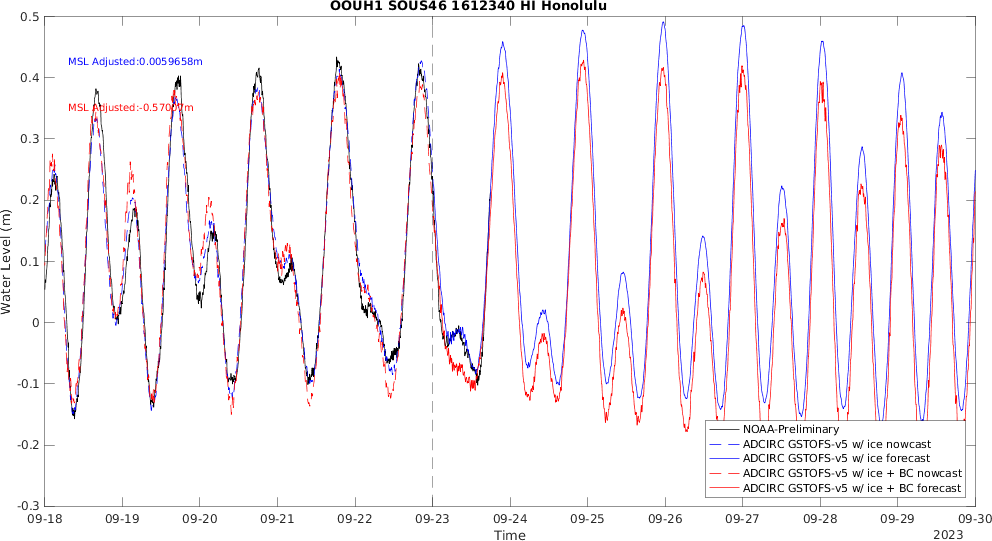 OOUH1 SOUS46 1612340 HI Honolulu
0.5
0.4
0.3
0.2
0.1
0
-0.1
-0.2
-0.3
Water Level (m)
MSL Adjusted:0.0059658m
MSL Adjusted:-0.57007m
NOAA-Preliminary
ADCIRC GSTOFS-v5 w/ ice nowcast
ADCIRC GSTOFS-v5 w/ ice forecast
ADCIRC GSTOFS-v5 w/ ice + BC nowcast
ADCIRC GSTOFS-v5 w/ ice + BC forecast
09-18 09-19 09-20 09-21 09-22 09-23 09-24 09-25 09-26 09-27 09-28 09-29 09-30
Time
2023